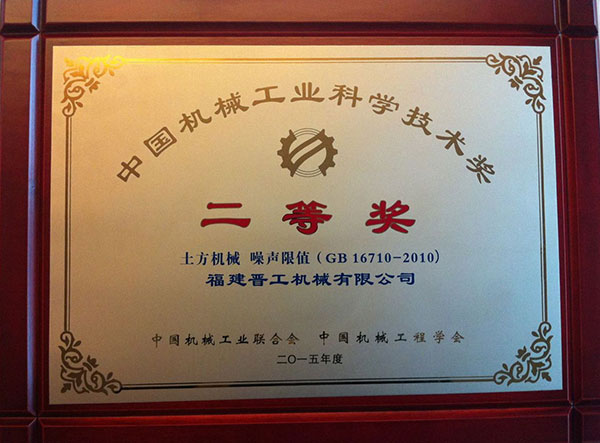 中国机械工业科学技术奖
二等奖
土方机械 噪声限值(GB 16710-2010)
福建晋工机械有限公司
中国机械工业联合会 中国机械工程学会
二〇一五年度